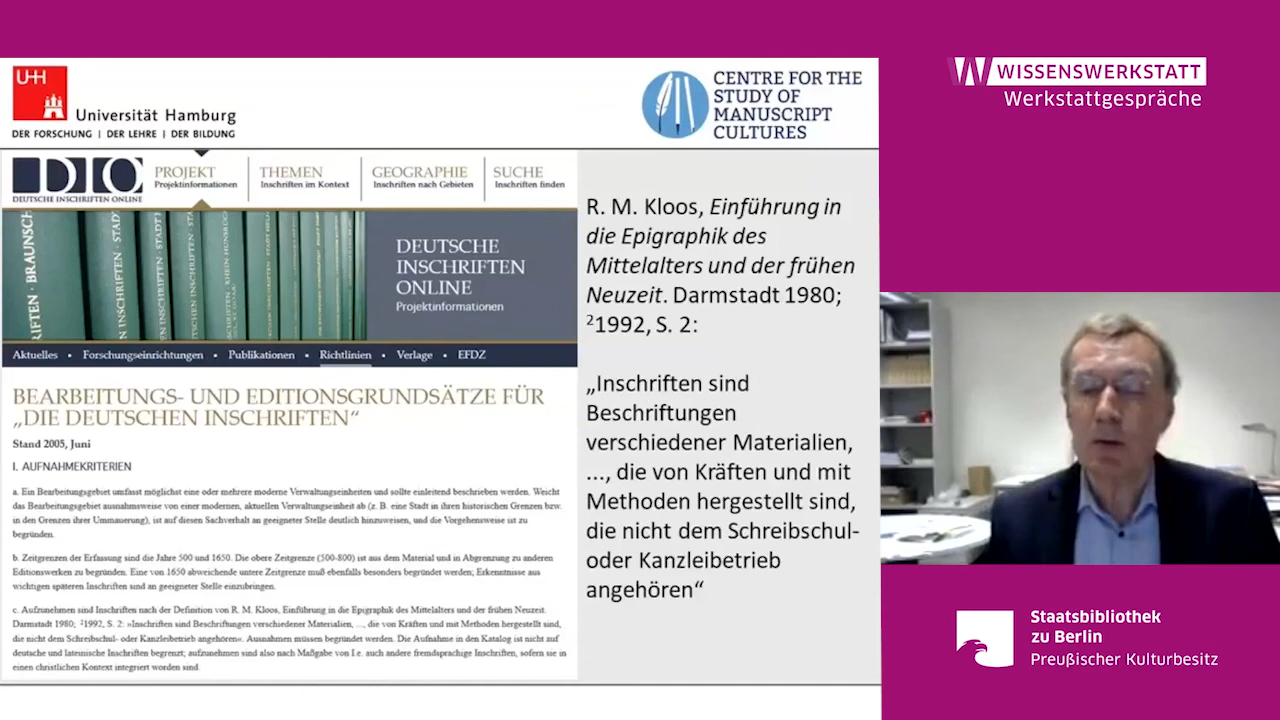 UHH
Universität Hamburg
DER FORSCHUNG | DER LEHRE | DER BILDUNG
CENTRE FOR THE
STUDY OF
MANUSCRIPT
CULTURES
DIO
DEUTSCHE INSCHRIFTEN ONLINE
PROJEKT
Projektinformationen
THEMEN
Inschriften im Kontext
GEOGRAPHIE
Inschriften nach Gebieten
SUCHE
Inschriften finden
DEUTSCHE
INSCHRIFTEN
ONLINE
Projektinformationen
Aktuelles • Forschungseinrichtungen • Publikationen • Richtlinien • Verlage • EFDZ
BEARBEITUNGS- UND EDITIONSGRUNDSÄTZE FÜR
„DIE DEUTSCHEN INSCHRIFTEN“
Stand 2005, Juni
I. AUFNAHMEKRITERIEN
a. Ein Bearbeitungsgebiet umfasst möglichst eine oder mehrere moderne Verwaltungseinheiten und sollte einleitend beschrieben werden. Weicht
das Bearbeitungsgebiet ausnahmsweise von einer modernen, aktuellen Verwaltungseinheit ab (z. B. eine Stadt in ihren historischen Grenzen bzw.
in den Grenzen ihrer Ummauerung), ist auf diesen Sachverhalt an geeigneter Stelle deutlich hinzuweisen, und die Vorgehensweise ist zu
begründen.
b. Zeitgrenzen der Erfassung sind die Jahre 500 und 1650. Die obere Zeitgrenze (500-800) ist aus dem Material und in Abgrenzung zu anderen
Editionswerken zu begründen. Eine von 1650 abweichende untere Zeitgrenze muß ebenfalls besonders begründet werden; Erkenntnisse aus
wichtigen späteren Inschriften sind an geeigneter Stelle einzubringen.
c. Aufzunehmen sind Inschriften nach der Definition von R. M. Kloos, Einführung in die Epigraphik des Mittelalters und der frühen Neuzeit.
Darmstadt 1980; ²1992, S. 2: »Inschriften sind Beschriftungen verschiedener Materialien, ..., die von Kräften und mit Methoden hergestellt sind,
die nicht dem Schreibschul- oder Kanzleibetrieb angehören«. Ausnahmen müssen begründet werden. Die Aufnahme in den Katalog ist nicht auf
deutsche und lateinische Inschriften begrenzt; aufzunehmen sind also nach Maßgabe von I.e. auch andere fremdsprachige Inschriften, sofern sie in
einen christlichen Kontext integriert worden sind.
R. M. Kloos, Einführung in
die Epigraphik des
Mittelalters und der frühen
Neuzeit. Darmstadt 1980;
²1992, S. 2:
„Inschriften sind
Beschriftungen
verschiedener Materialien,
..., die von Kräften und mit
Methoden hergestellt sind,
die nicht dem Schreibschul-
oder Kanzleibetrieb
angehören“
W WISSENSWERKSTATT
Werkstattgespräche
Staatsbibliothek
zu Berlin
Preußischer Kulturbesitz